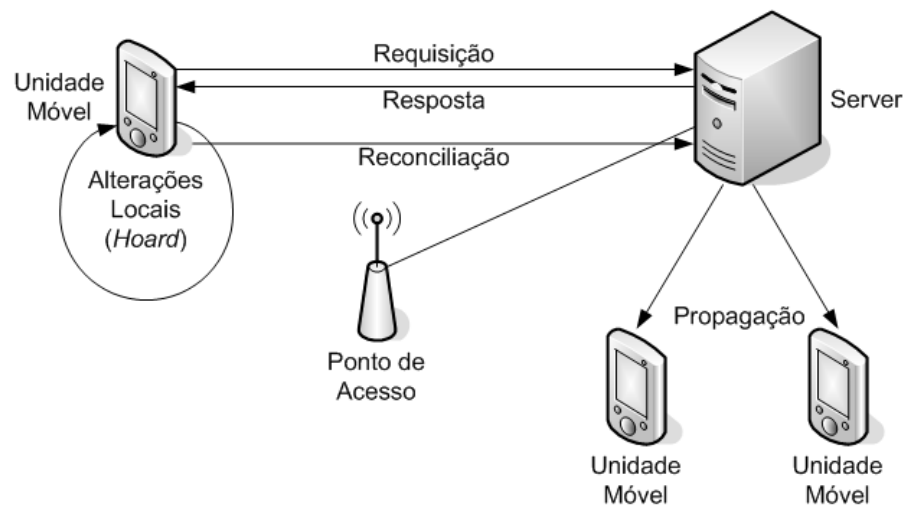 Requisição
Unidade
Móvel
Resposta
Server
Reconciliação
Alterações
Locais
(Hoard)
Propagação
Ponto de
Acesso
Unidade
Móvel
Unidade
Móvel